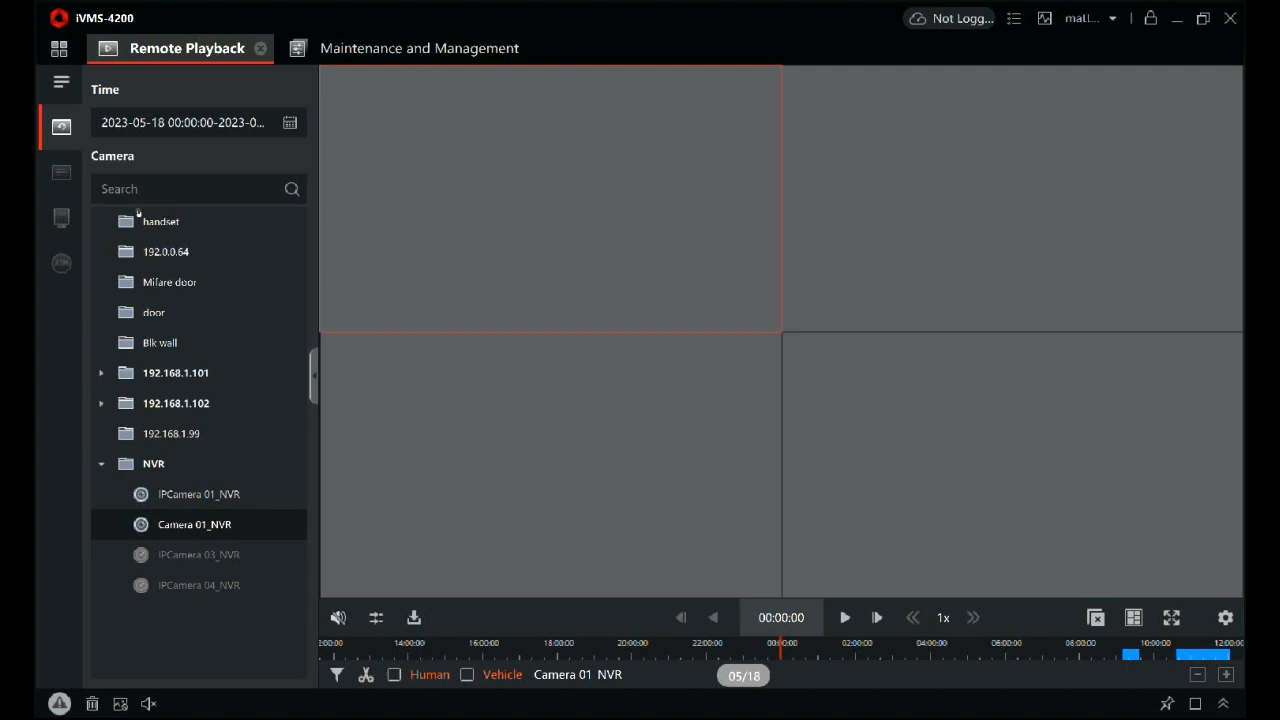 iVMS-4200
Not Logg...
matt...
Remote Playback
Maintenance and Management
Time
2023-05-18 00:00:00-2023-0...
Camera
Search
handset
192.0.0.64
Mifare door
door
Blk wall
192.168.1.101
192.168.1.102
192.168.1.99
NVR
IPCamera 01_NVR
Camera 01_NVR
IPCamera 03_NVR
IPCamera 04_NVR
00:00:00
1x
2:00:00 14:00:00 16:00:00 18:00:00 20:00:00 22:00:00 00:00:00 02:00:00 04:00:00 06:00:00 08:00:00 10:00:00 12:00:00
Human
Vehicle
Camera 01_NVR
05/18